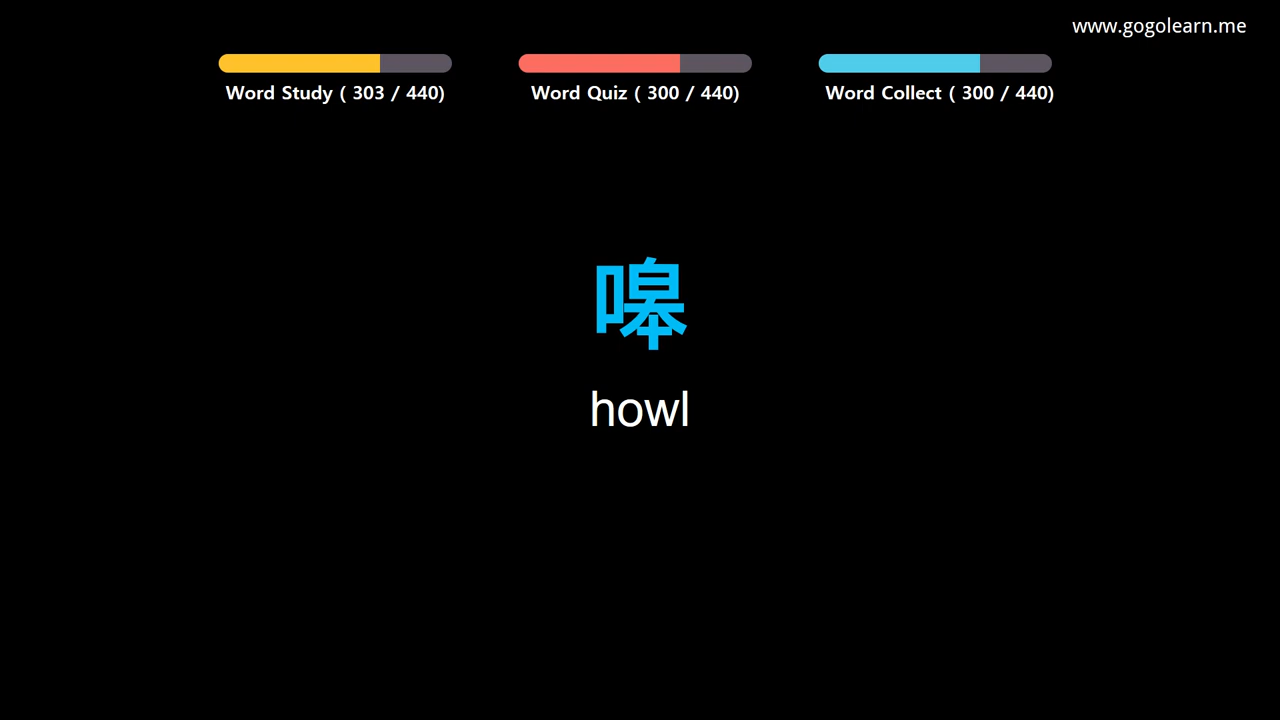 www.gogolearn.me
Word Study ( 303 / 440)
Word Quiz ( 300 / 440)
Word Collect ( 300 / 440)
嗥
howl